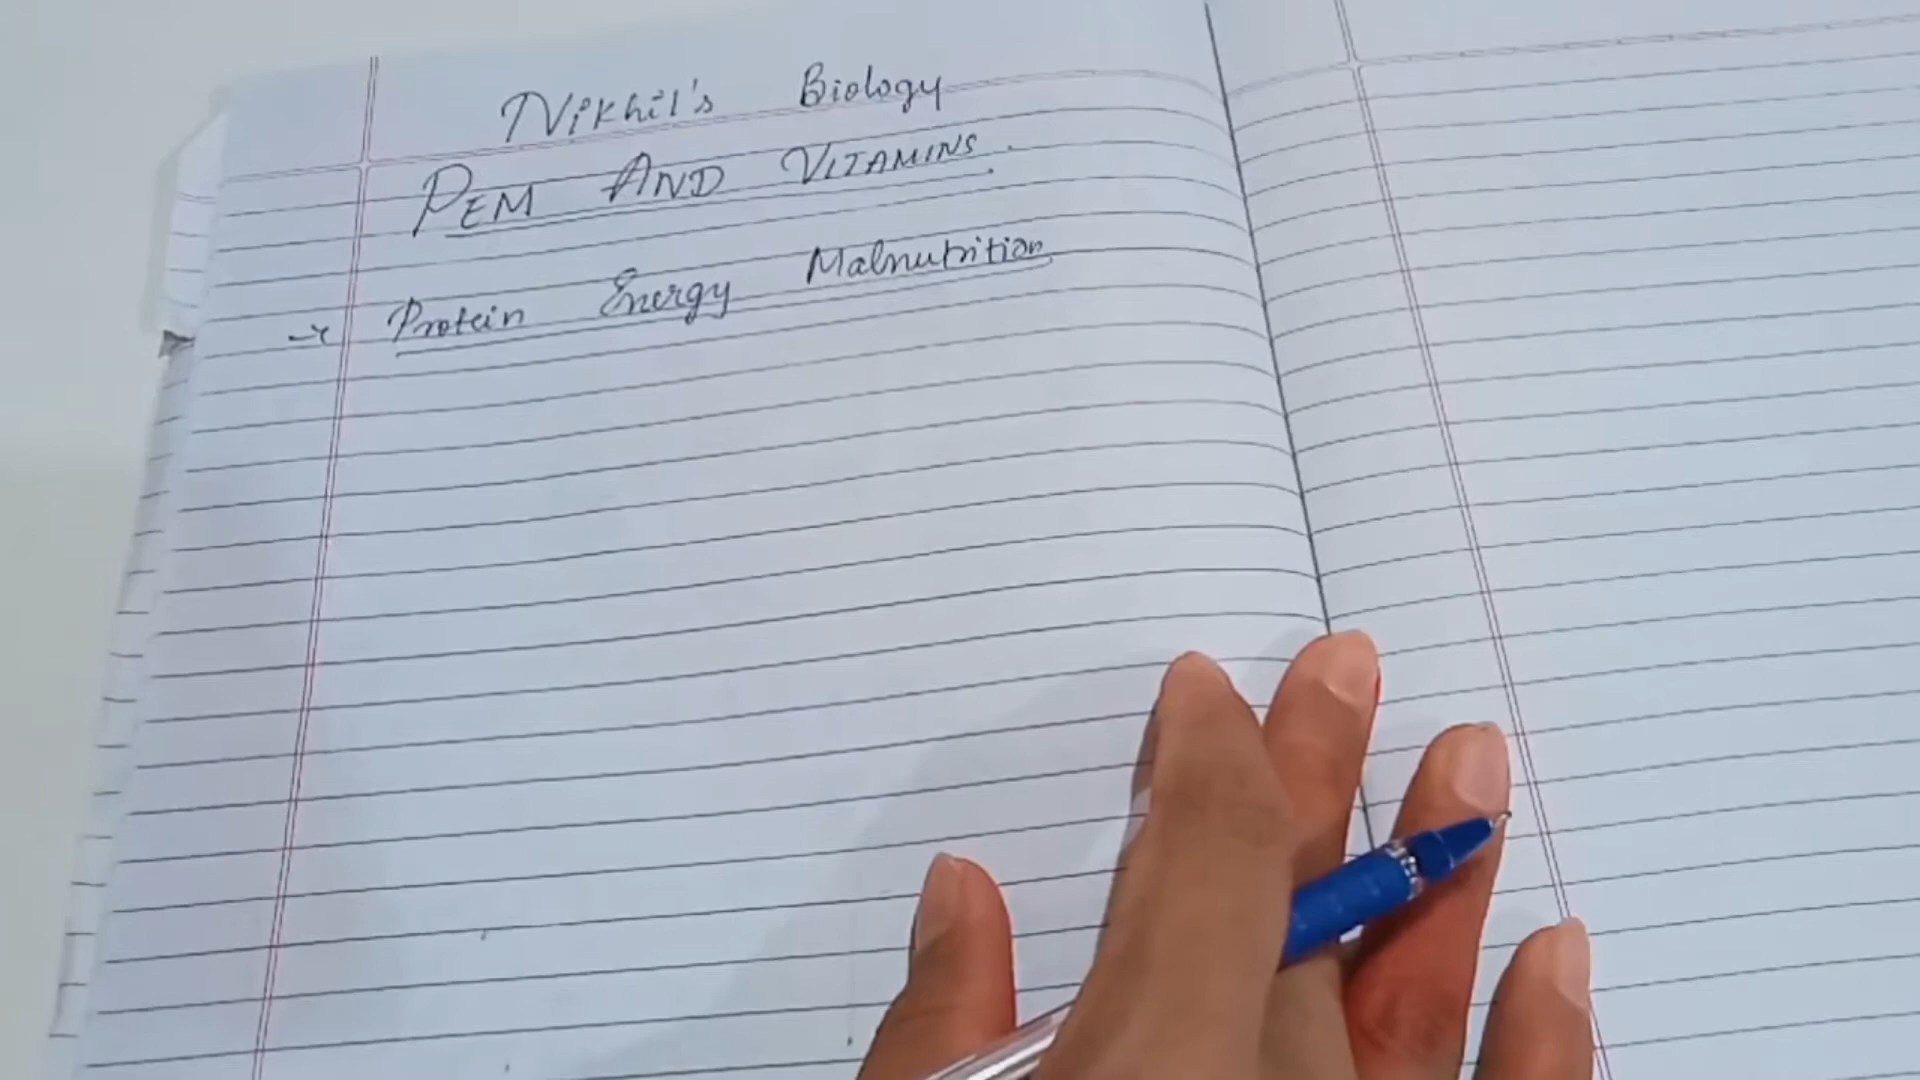 Nikhil's Biology
PEM AND VITAMINS.
→ Protein Energy Malnutrition